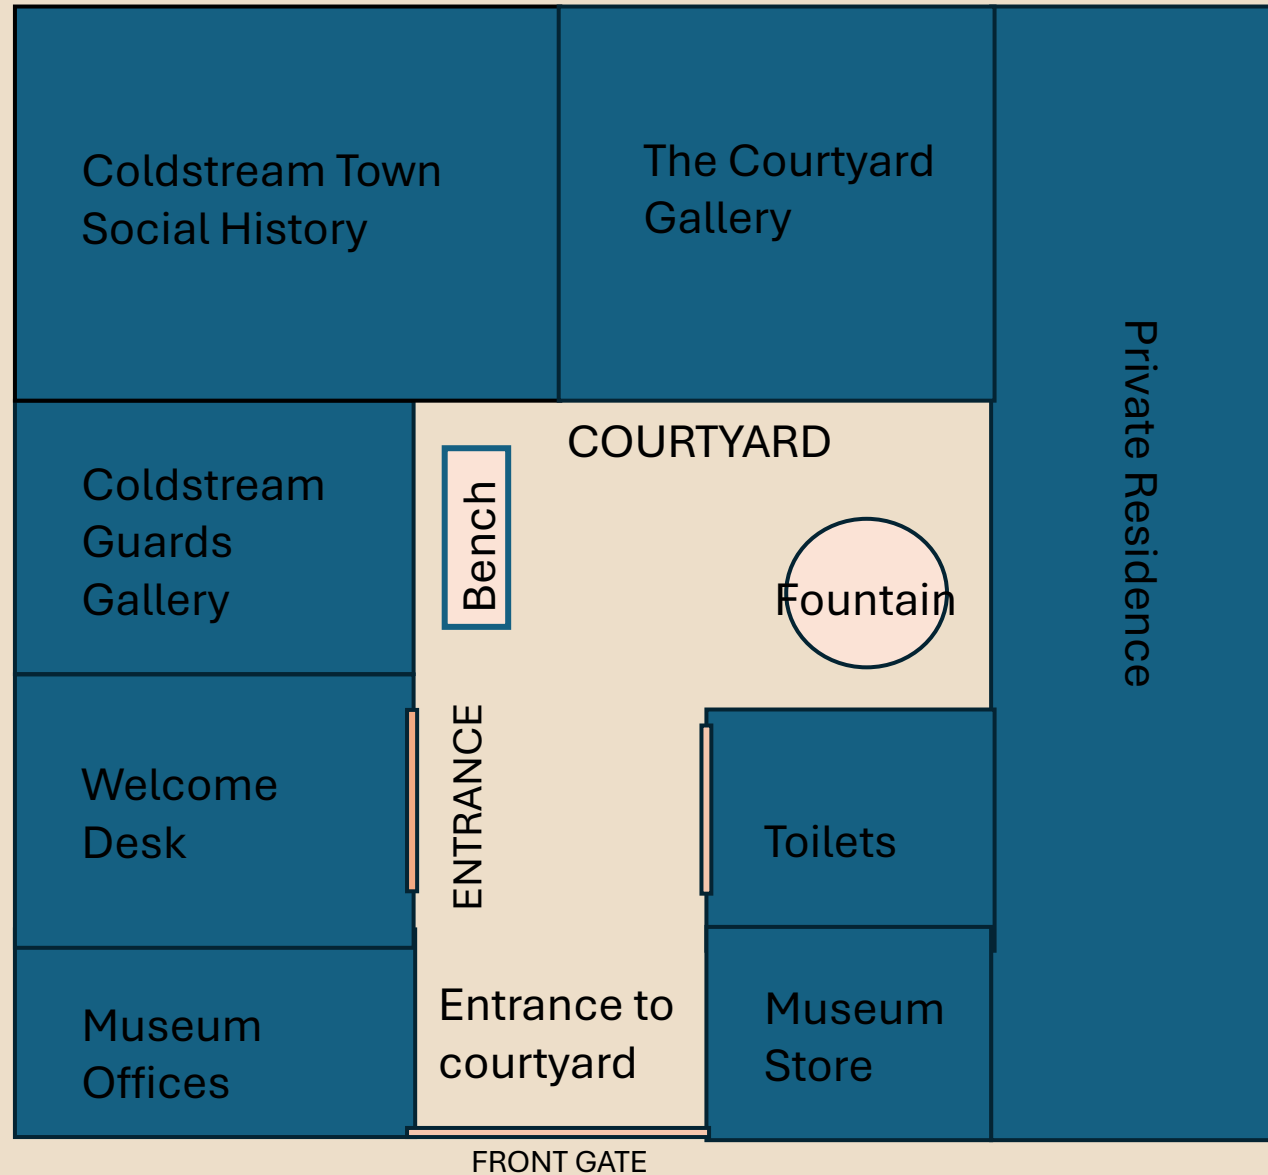 Coldstream Town
Social History
The Courtyard
Gallery
Private Residence
COURTYARD
Coldstream
Guards
Gallery
Bench
Fountain
Welcome
Desk
ENTRANCE
Toilets
Museum
Offices
Entrance to
courtyard
Museum
Store
FRONT GATE